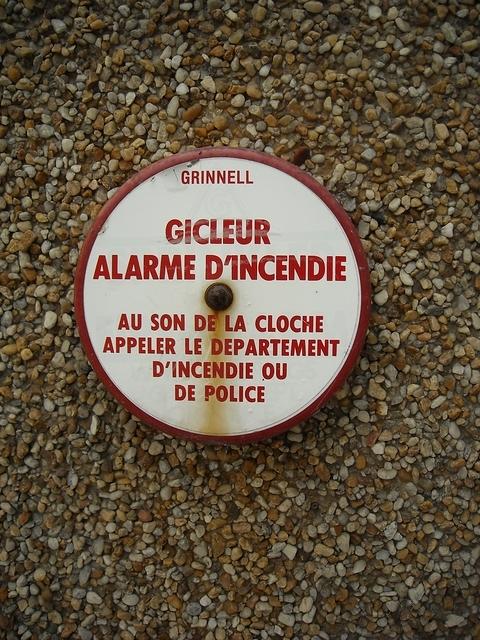 GRINNELL
GICLEUR
ALARME D'INCENDIE
AU SON DE LA CLOCHE
APPELER LE DEPARTEMENT
D'INCENDIE OU
DE POLICE